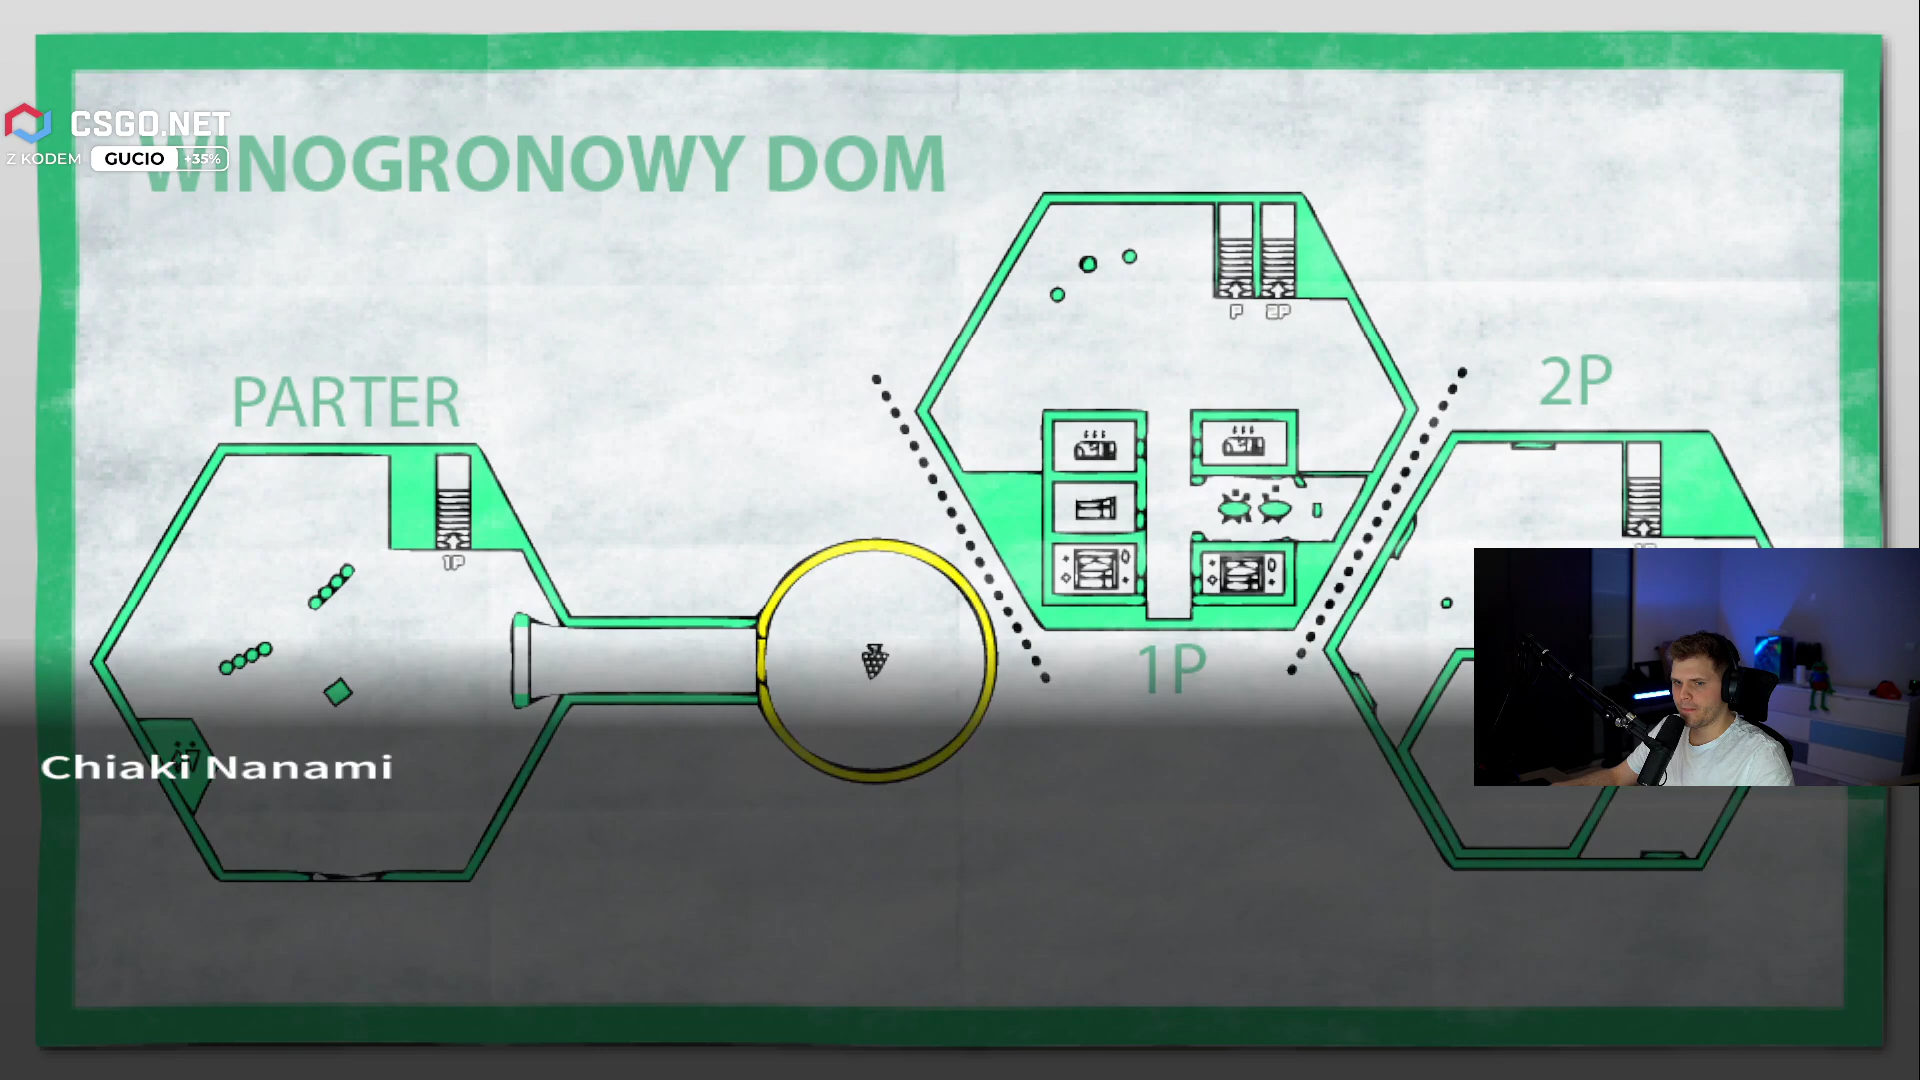 CSGO.NET
Z KODEM GUCIO +35%
WINOGRONOWY DOM
P 2P
2P
PARTER
1P
1P
Chiaki Nanami